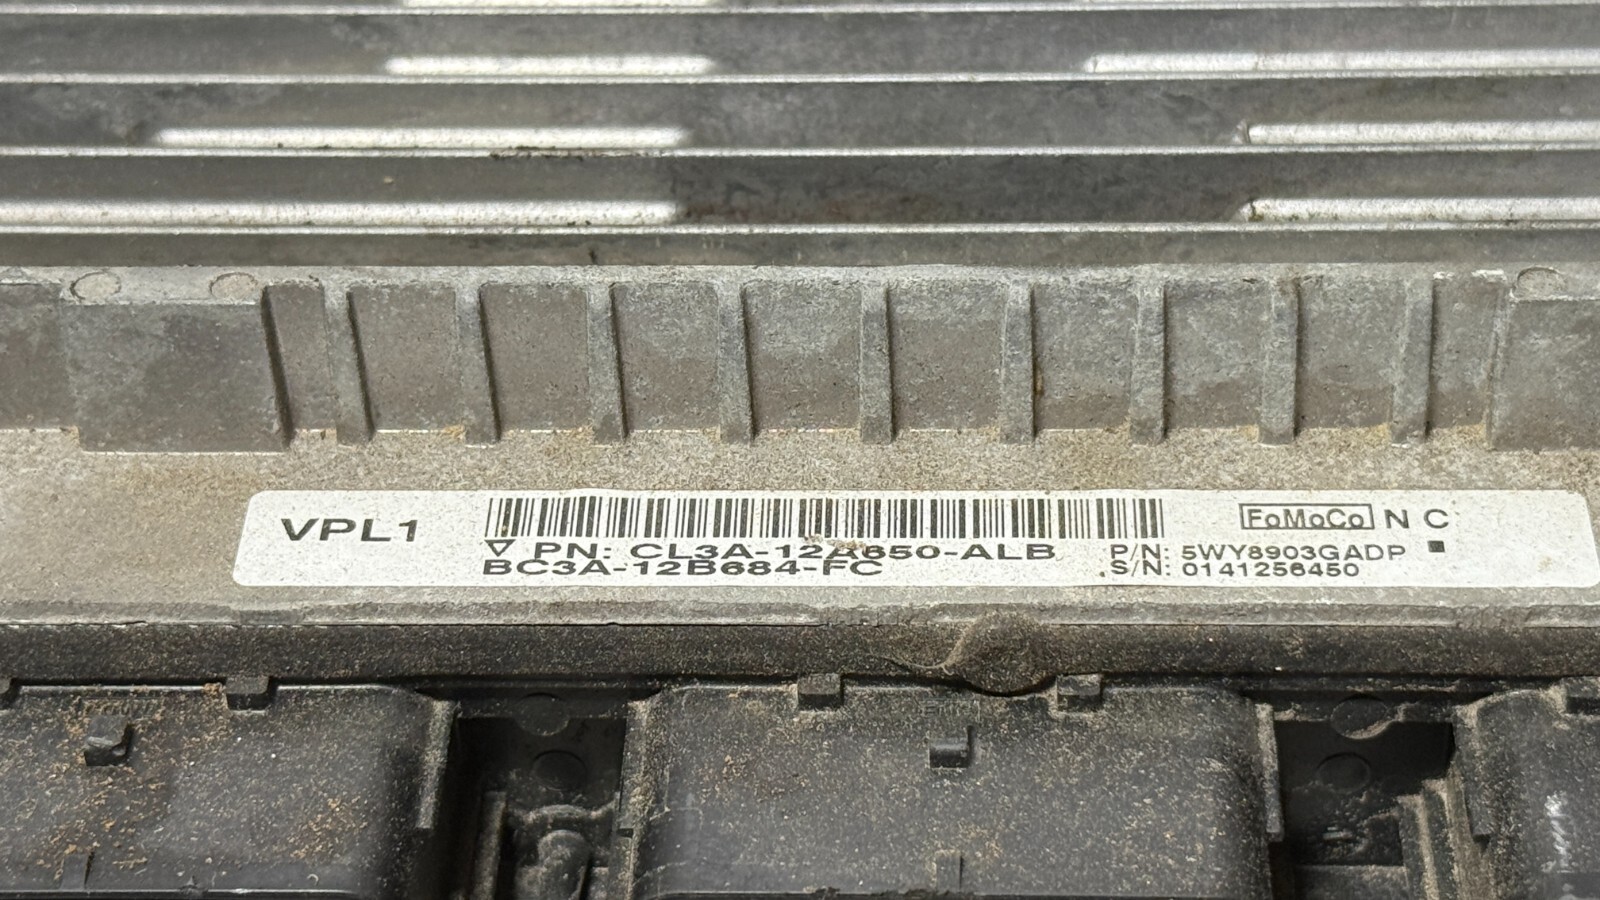 VPL1
FoMoCo N C
PN: CL3A-12A650-ALB
BC3A-12B684-FC
P/N: 5WY8903GADP
S/N: 0141256450